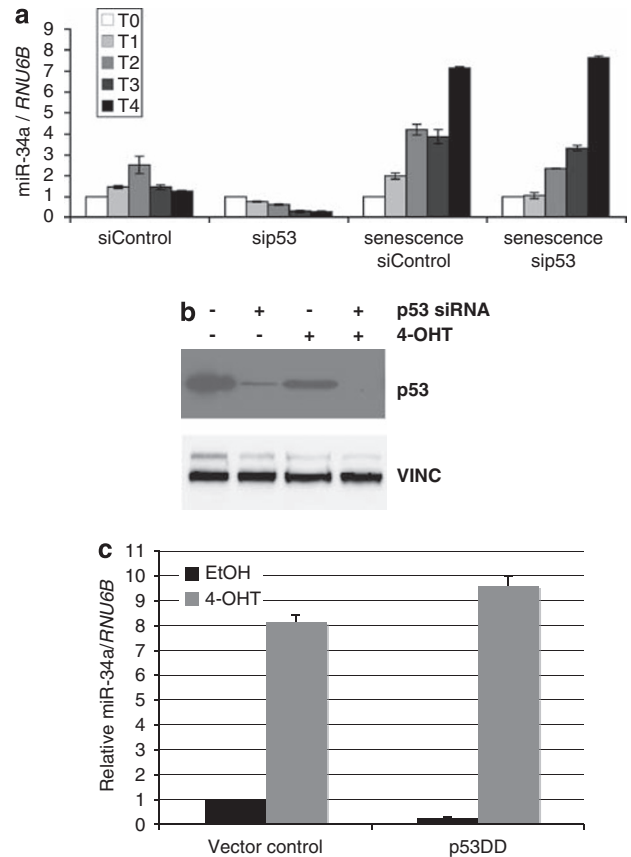 a
T0
T1
T2
T3
T4
miR-34a / RNU6B
9
8
7
6
5
4
3
2
1
0
siControl
sip53
senescence siControl
senescence sip53
b
- + - + p53 siRNA
- - + + 4-OHT
p53
VINC
c
EtOH
4-OHT
Relative miR-34a/RNU6B
11
10
9
8
7
6
5
4
3
2
1
0
Vector control
p53DD